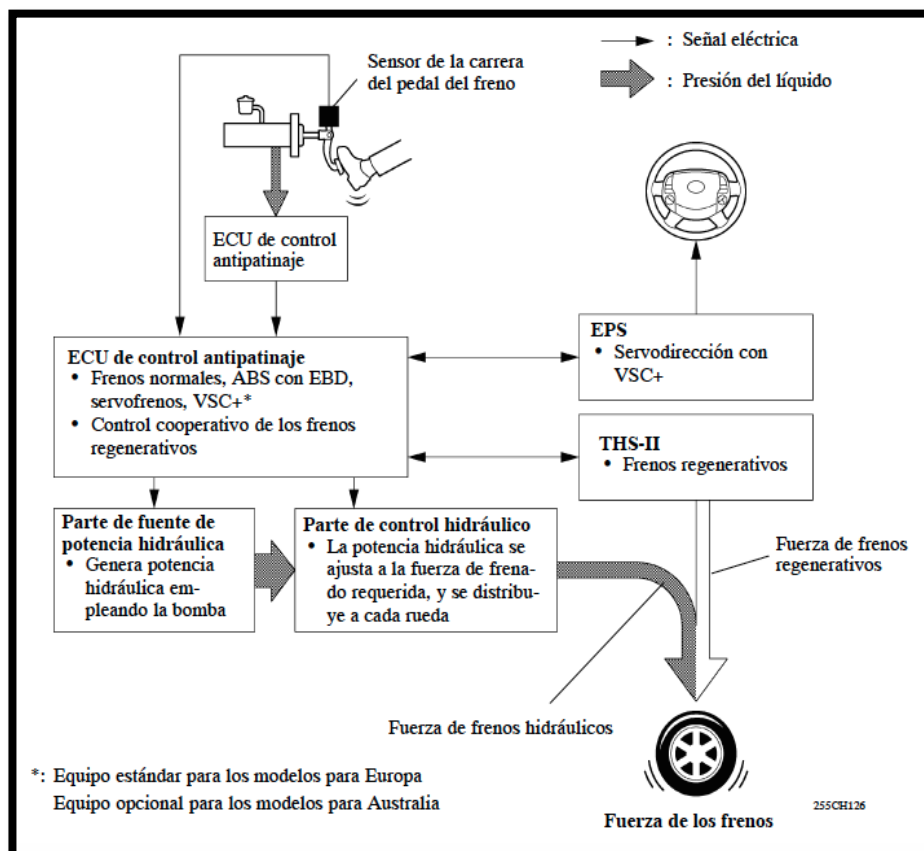 Sensor de la carrera
del pedal del freno
: Señal eléctrica
: Presión del líquido
ECU de control
antipatinaje
ECU de control antipatinaje
• Frenos normales, ABS con EBD,
servofrenos, VSC+*
• Control cooperativo de los frenos
regenerativos
EPS
• Servodirección con
VSC+
THS-II
• Frenos regenerativos
Parte de fuente de
potencia hidráulica
• Genera potencia
hidráulica em-
pleando la bomba
Parte de control hidráulico
• La potencia hidráulica se
ajusta a la fuerza de frena-
do requerida, y se distribu-
ye a cada rueda
Fuerza de frenos
regenerativos
Fuerza de frenos hidráulicos
*: Equipo estándar para los modelos para Europa
Equipo opcional para los modelos para Australia
255CH126
Fuerza de los frenos